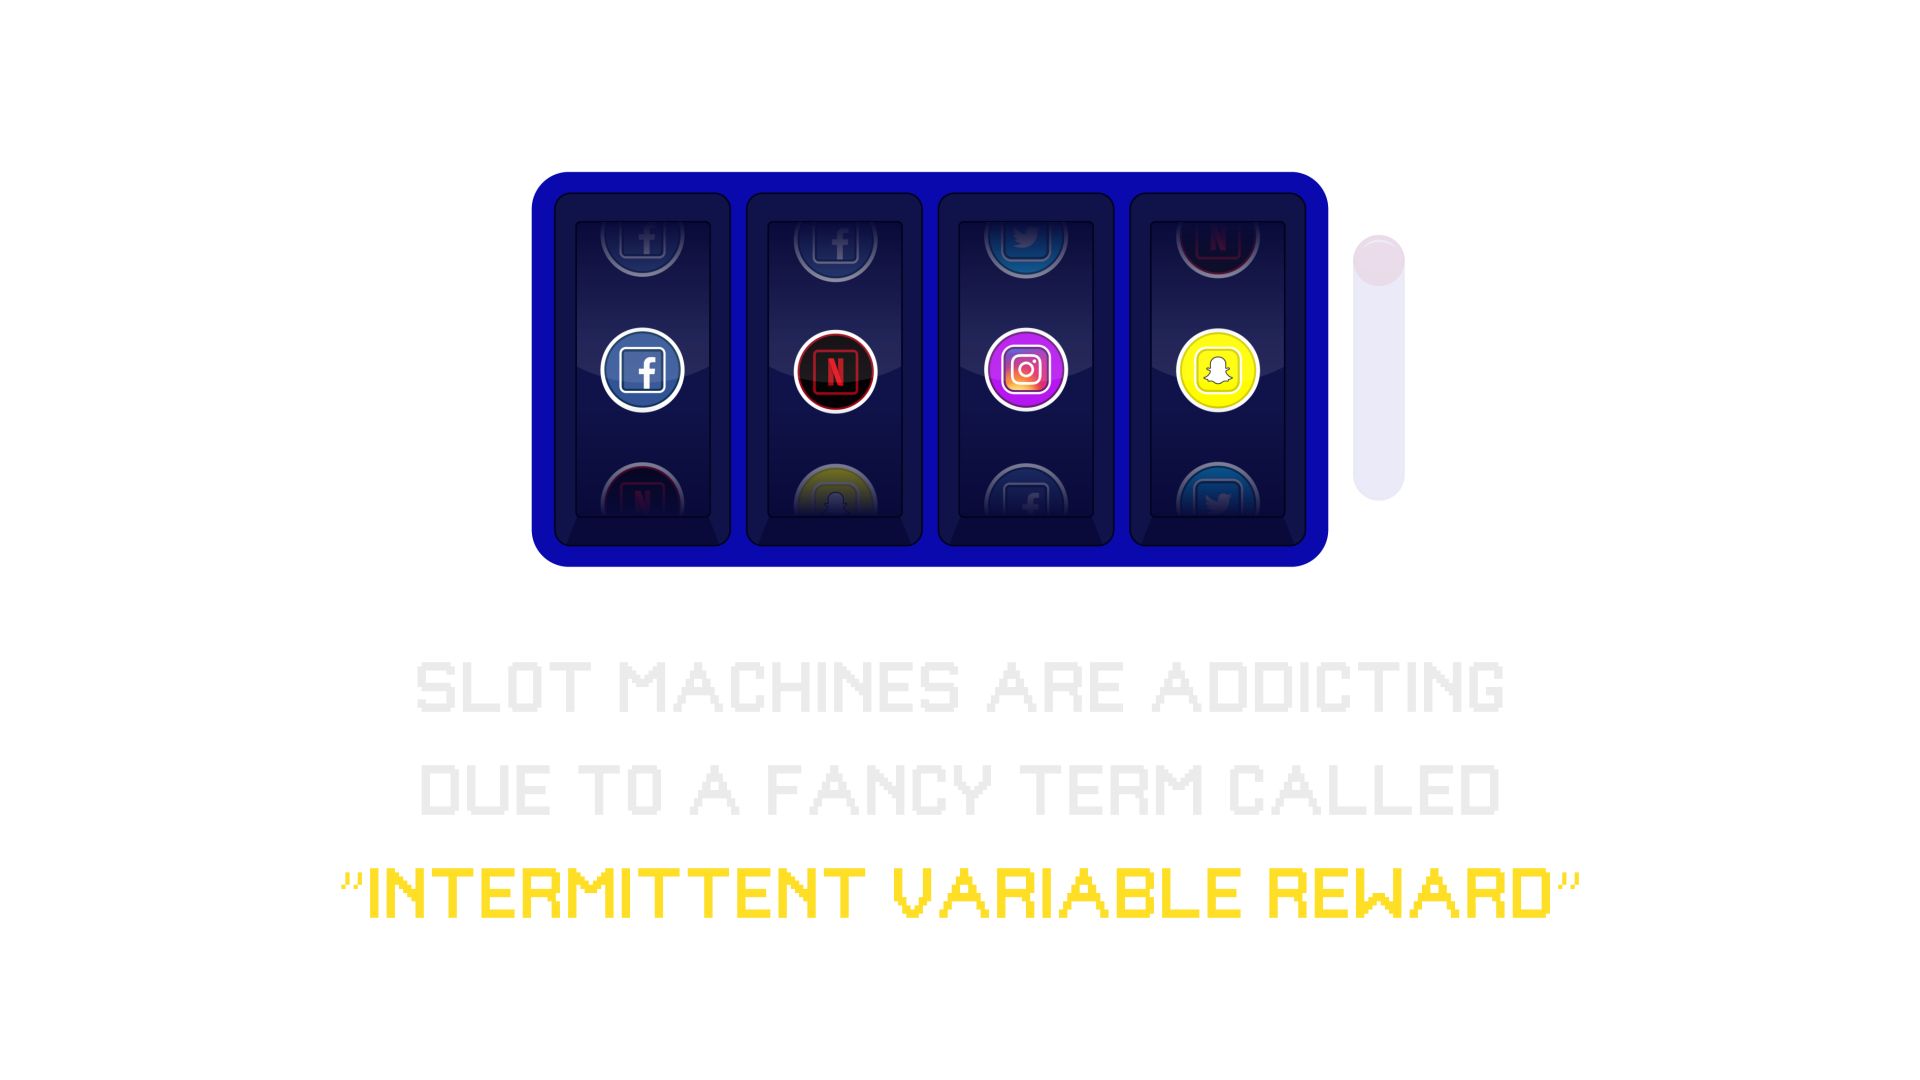 SLOT MACHINES ARE ADDICTING
DUE TO A FANCY TERM CALLED
"INTERMITTENT VARIABLE REWARD"